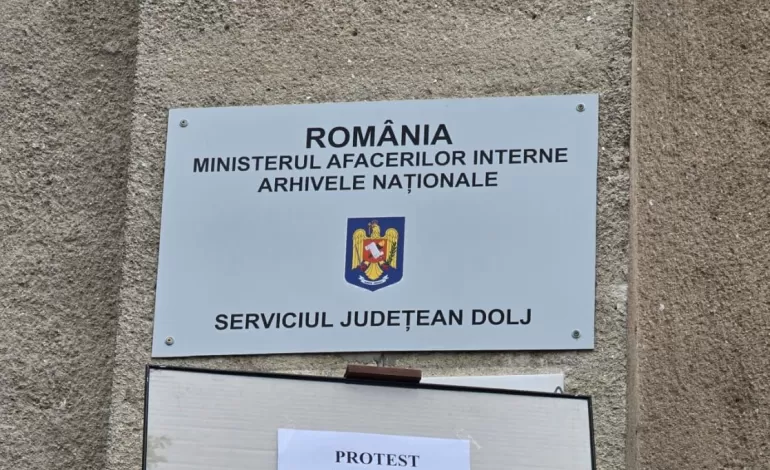 ROMÂNIA
MINISTERUL AFACERILOR INTERNE
ARHIVELE NAȚIONALE
SERVICIUL JUDEȚEAN DOLJ
PROTEST